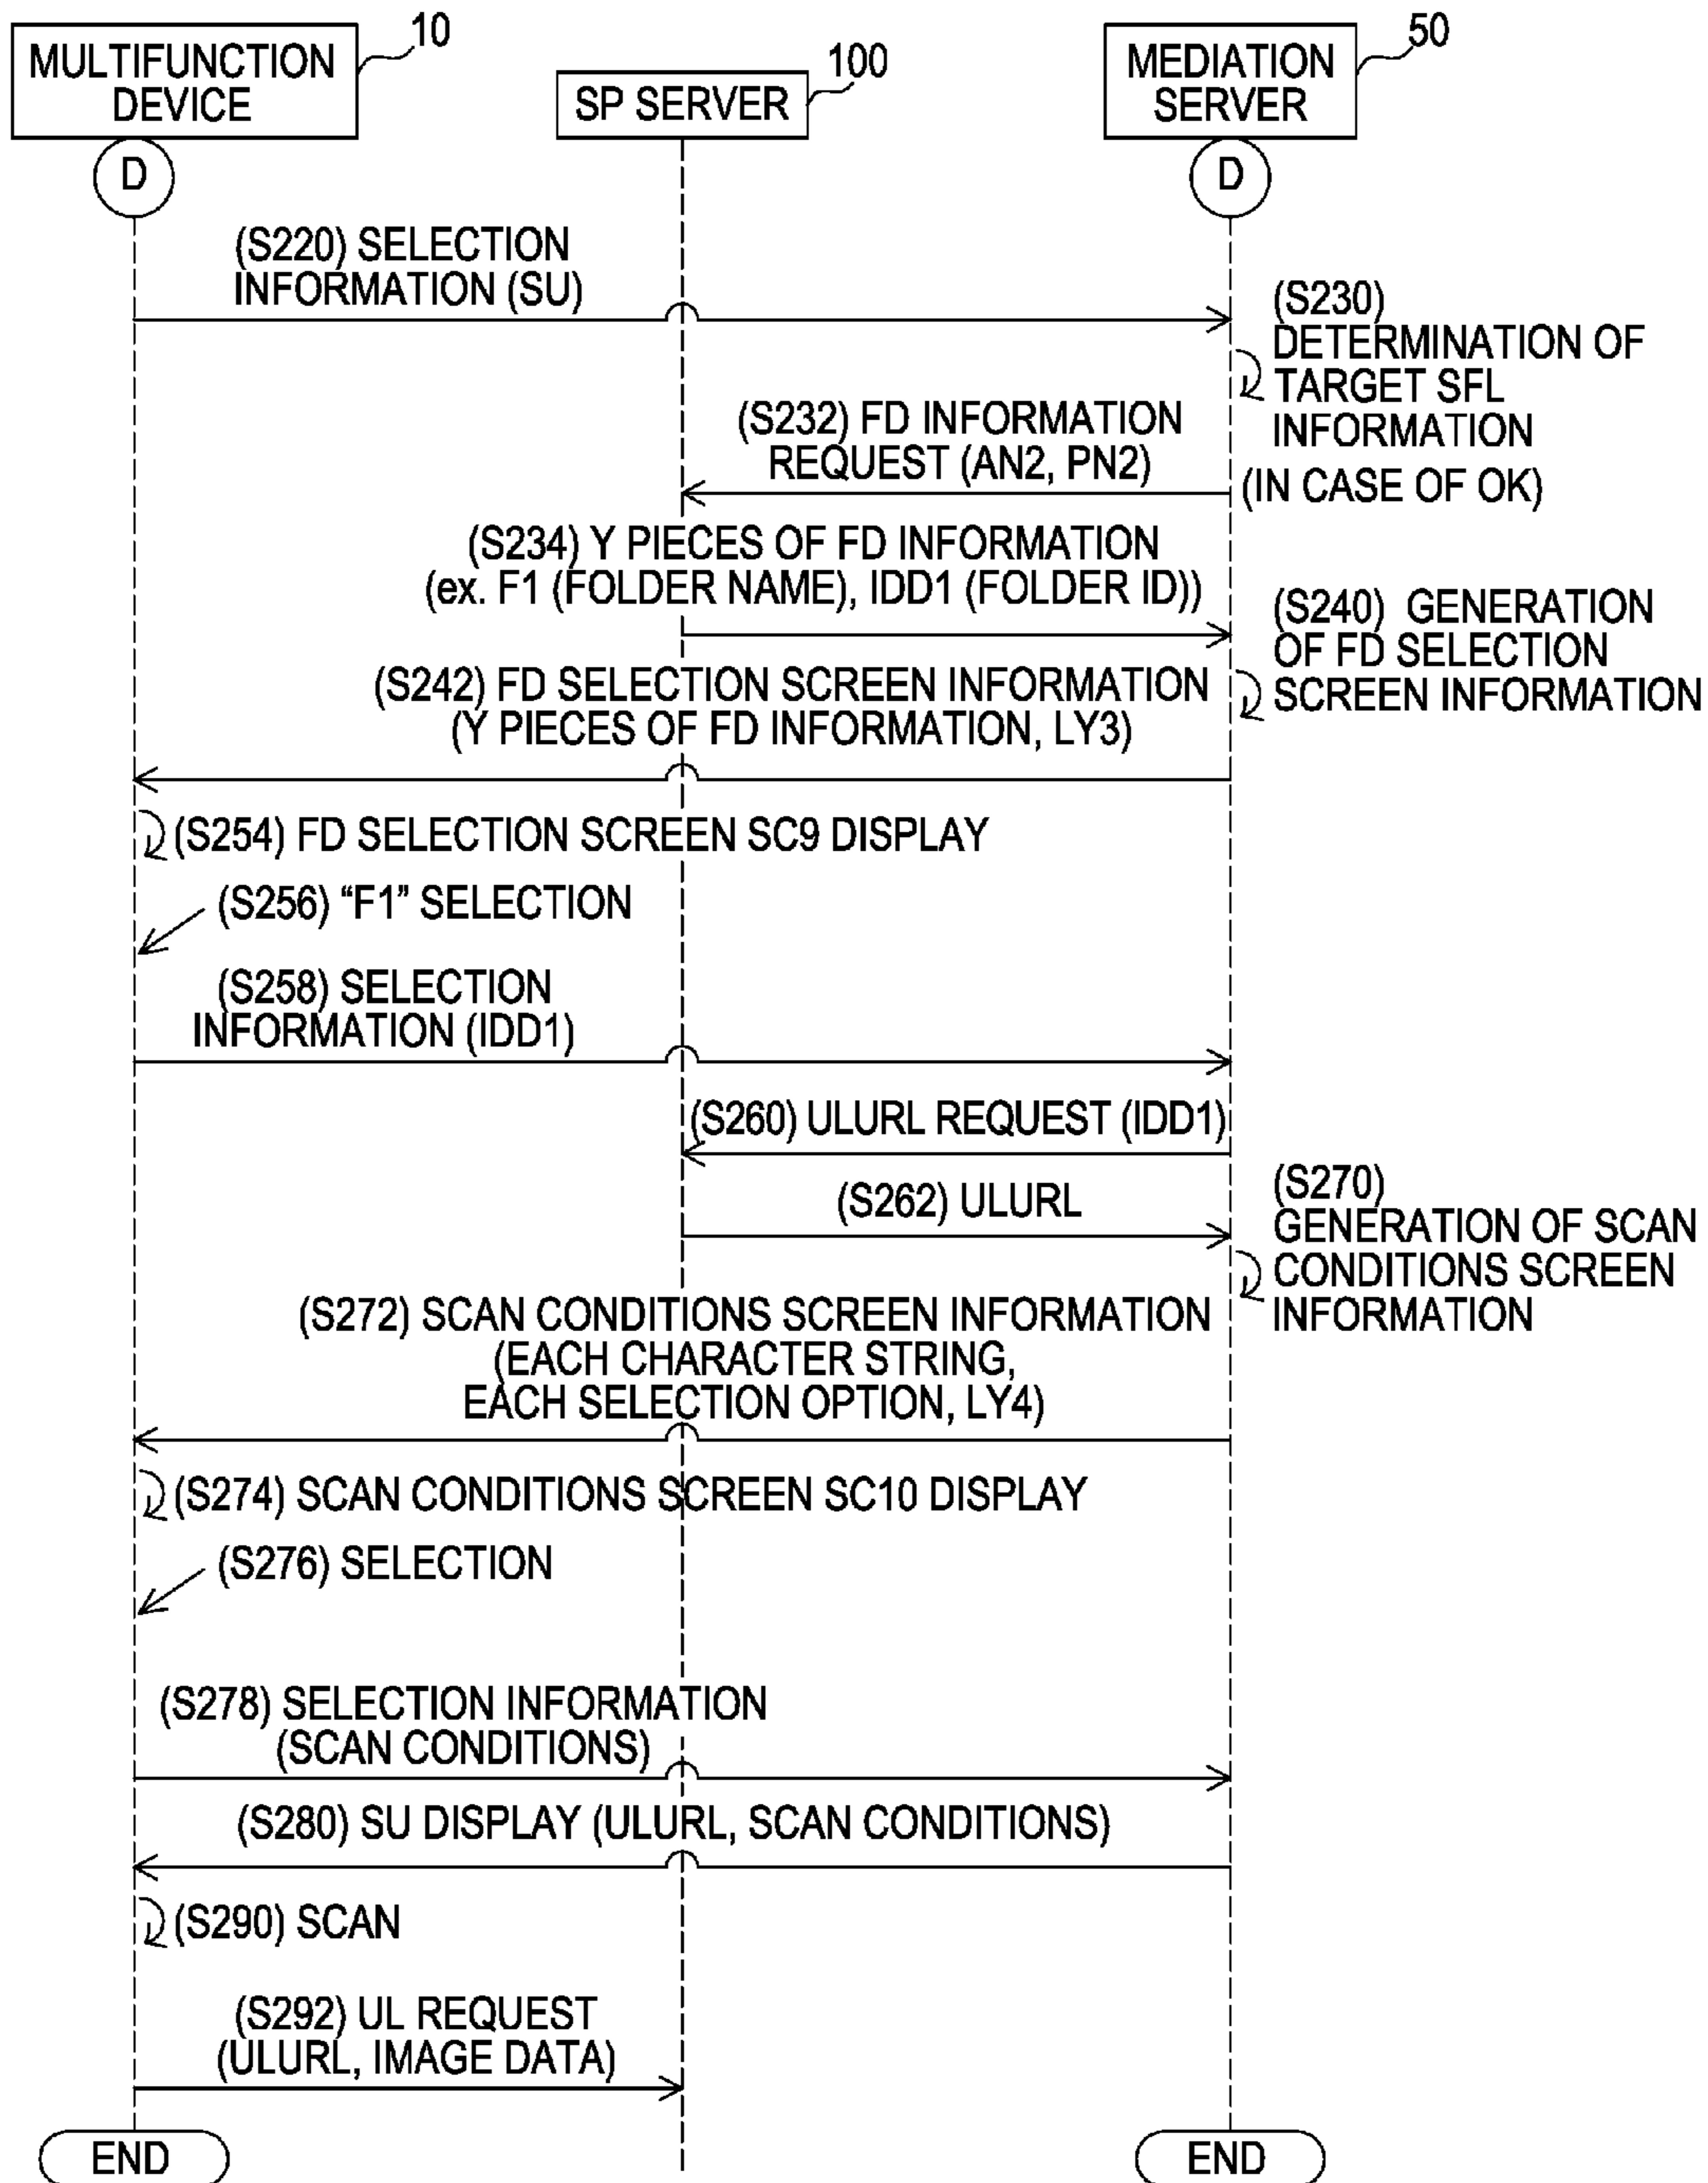 10
MULTIFUNCTION
DEVICE
100
SP SERVER
50
MEDIATION
SERVER
D
D
(S220) SELECTION
INFORMATION (SU)
(S230)
DETERMINATION OF
TARGET SFL
INFORMATION
(S232) FD INFORMATION
REQUEST (AN2, PN2)
(IN CASE OF OK)
(S234) Y PIECES OF FD INFORMATION
(ex. F1 (FOLDER NAME), IDD1 (FOLDER ID))
(S240) GENERATION
OF FD SELECTION
SCREEN INFORMATION
(S242) FD SELECTION SCREEN INFORMATION
(Y PIECES OF FD INFORMATION, LY3)
(S254) FD SELECTION SCREEN SC9 DISPLAY
(S256) “F1” SELECTION
(S258) SELECTION
INFORMATION (IDD1)
(S260) ULURL REQUEST (IDD1)
(S262) ULURL
(S270)
GENERATION OF SCAN
CONDITIONS SCREEN
INFORMATION
(S272) SCAN CONDITIONS SCREEN INFORMATION
(EACH CHARACTER STRING,
EACH SELECTION OPTION, LY4)
(S274) SCAN CONDITIONS SCREEN SC10 DISPLAY
(S276) SELECTION
(S278) SELECTION INFORMATION
(SCAN CONDITIONS)
(S280) SU DISPLAY (ULURL, SCAN CONDITIONS)
(S290) SCAN
(S292) UL REQUEST
(ULURL, IMAGE DATA)
END
END